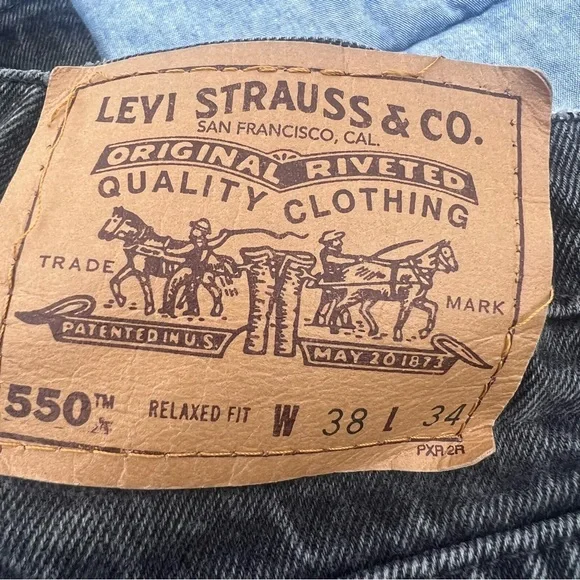 LEVI STRAUSS & CO.
SAN FRANCISCO, CAL.
ORIGINAL RIVETED
QUALITY CLOTHING
TRADE MARK
PATENTED IN U.S. MAY 20 1873
550™ RELAXED FIT W 38 L 34
PXR 2R